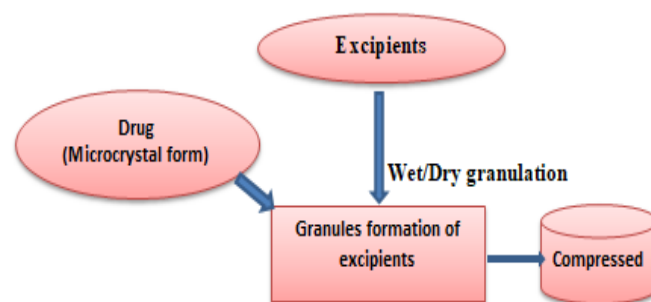 Excipients
Drug
(Microcrystal form)
Wet/Dry granulation
Granules formation of
excipients
Compressed